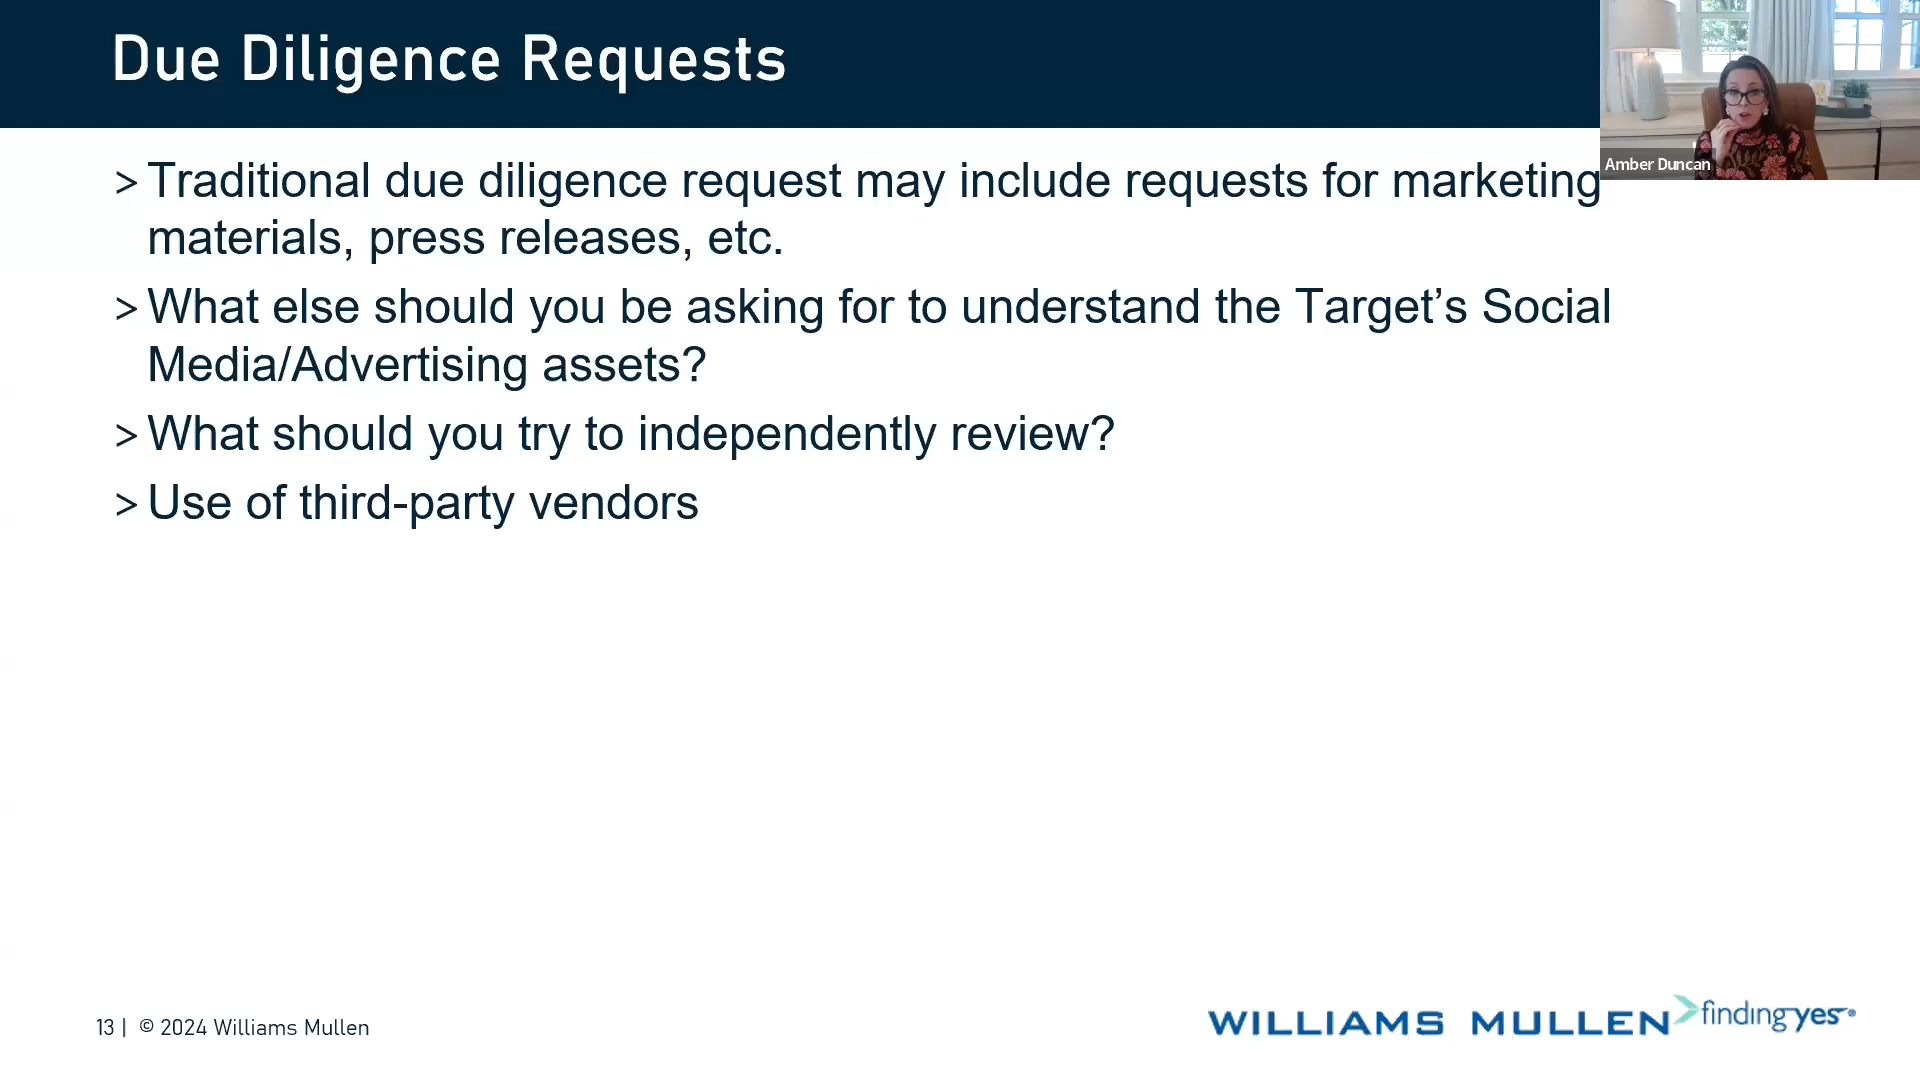 Due Diligence Requests
Amber Duncan
> Traditional due diligence request may include requests for marketing
materials, press releases, etc.
> What else should you be asking for to understand the Target’s Social
Media/Advertising assets?
> What should you try to independently review?
> Use of third-party vendors
13 | © 2024 Williams Mullen
WILLIAMS MULLEN findingyes®